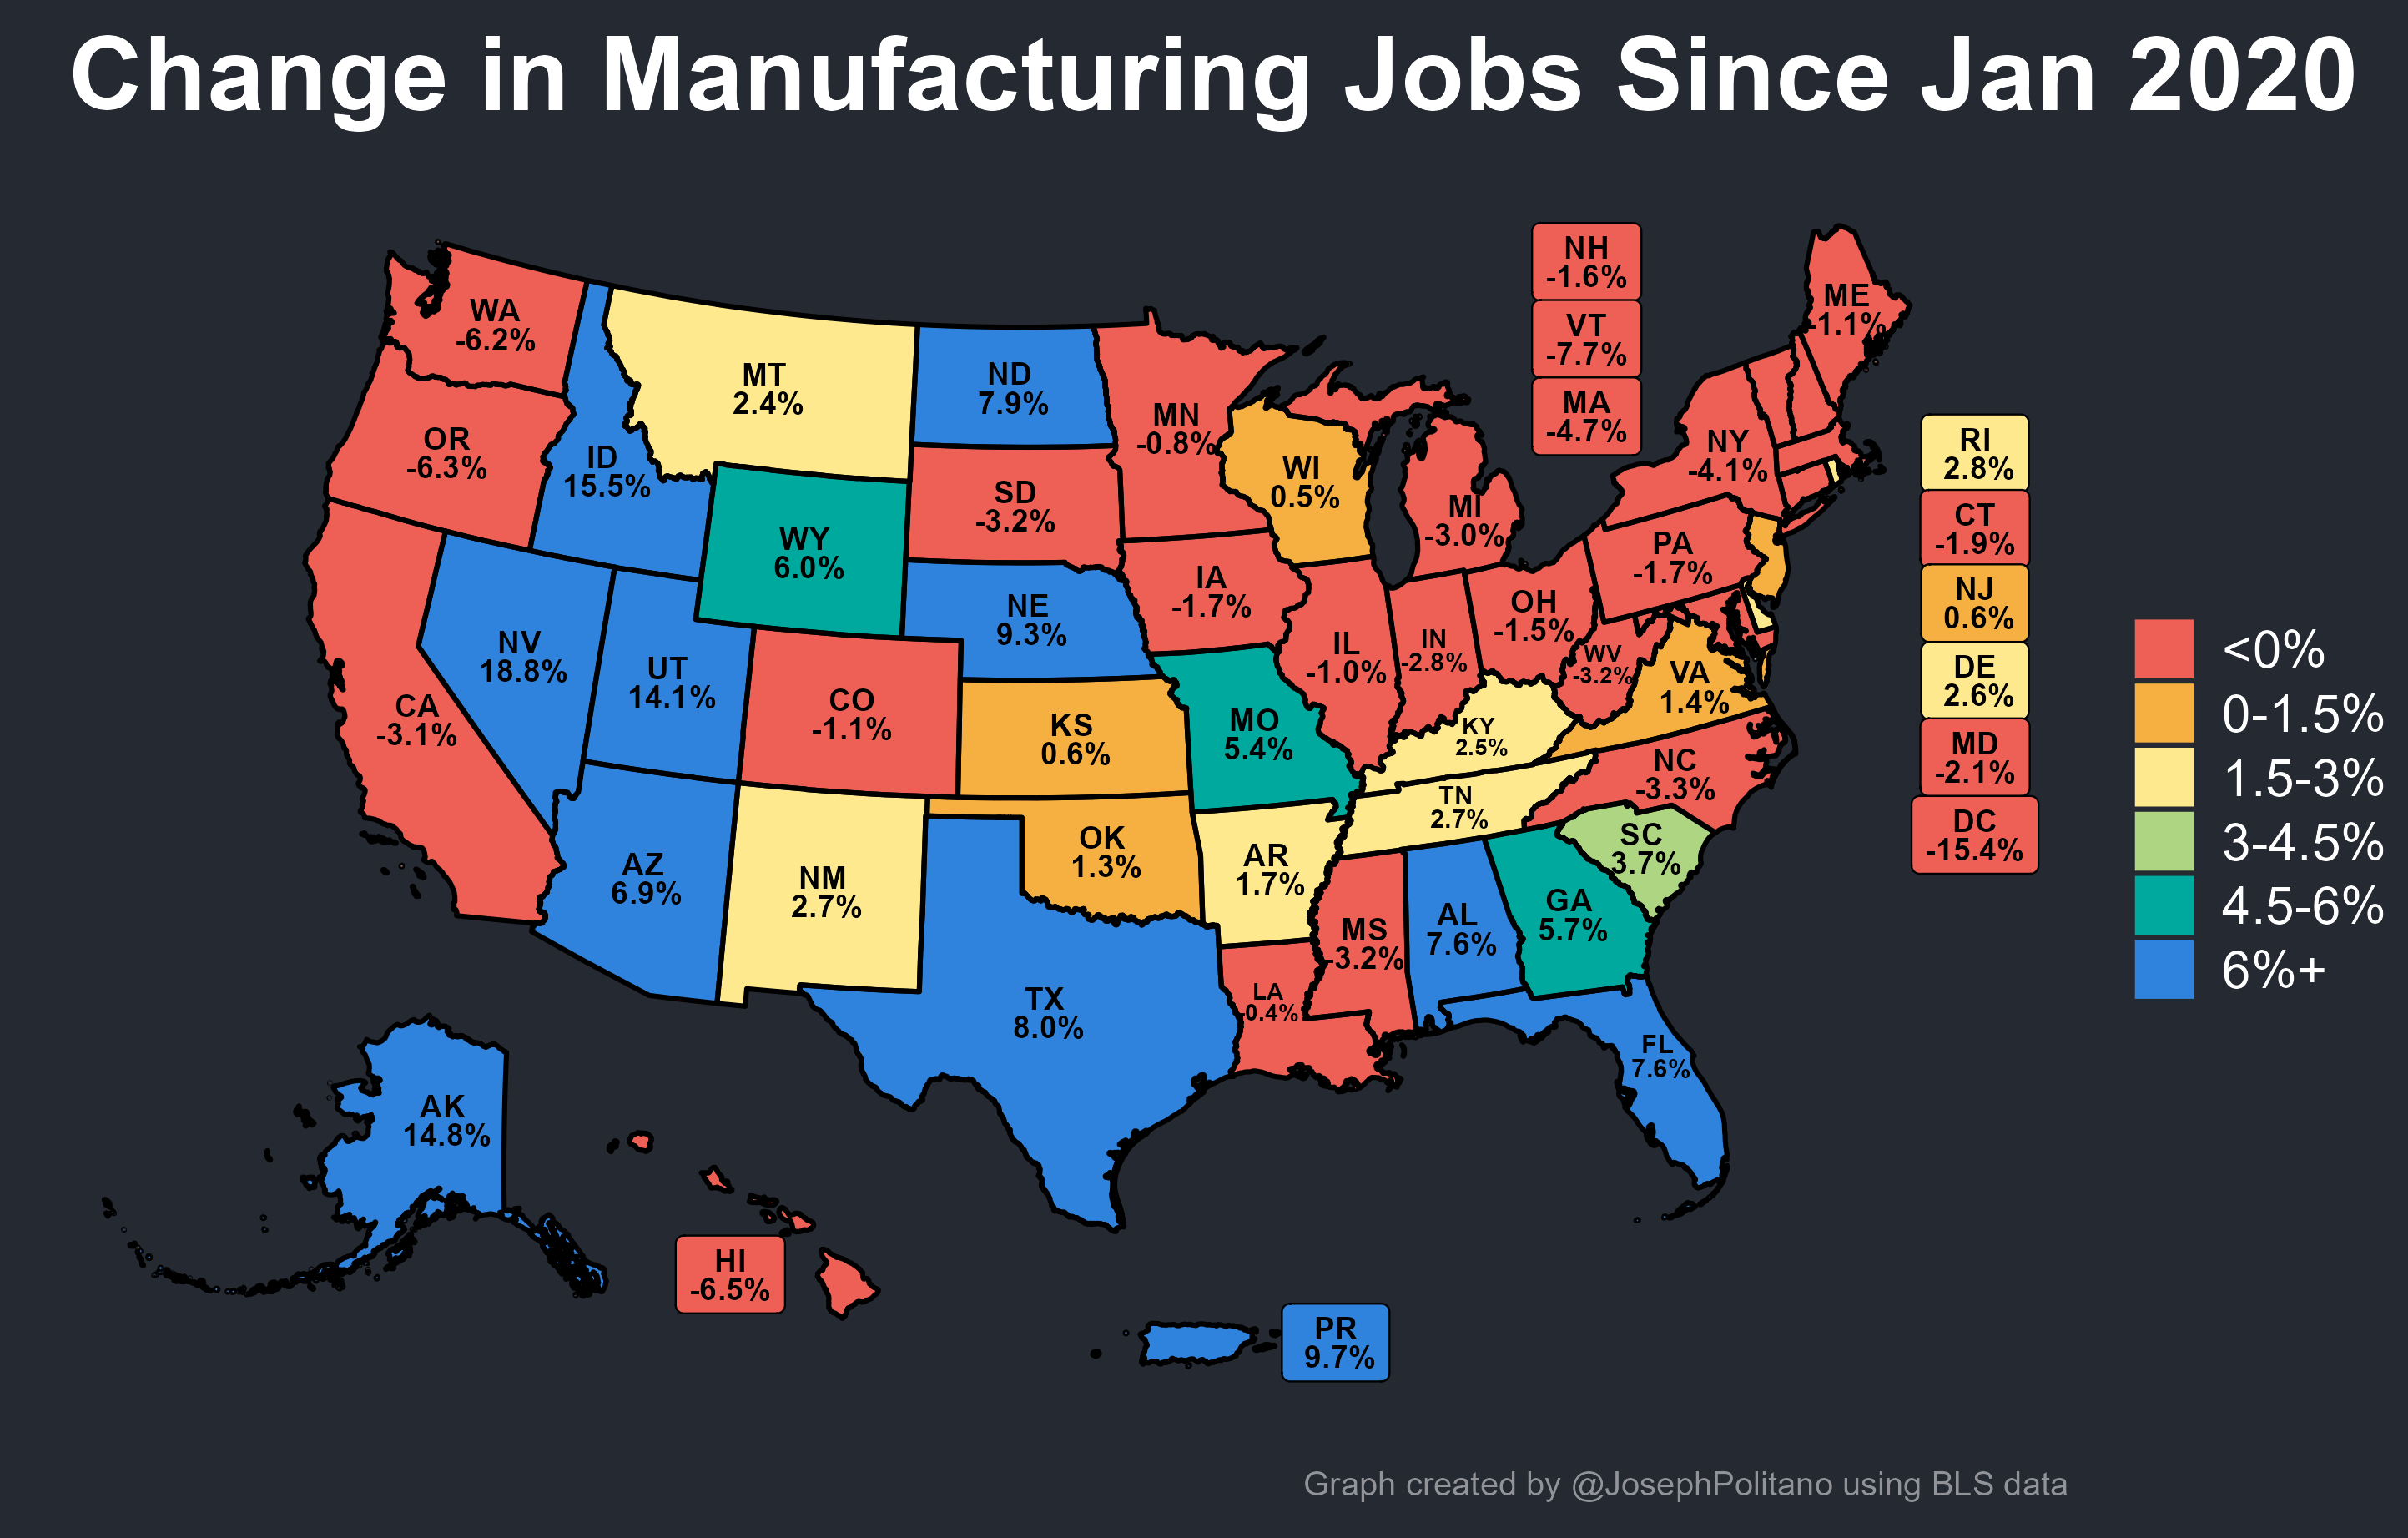 Change in Manufacturing Jobs Since Jan 2020
NH
-1.6%
VT
-7.7%
MA
-4.7%
ME
-1.1%
WA
-6.2%
MT
2.4%
ND
7.9%
MN
-0.8%
OR
-6.3%
ID
15.5%
WI
0.5%
NY
-4.1%
RI
2.8%
SD
-3.2%
MI
-3.0%
CT
-1.9%
WY
6.0%
PA
-1.7%
NJ
0.6%
IA
-1.7%
NE
9.3%
OH
-1.5%
IL
-1.0%
IN
-2.8%
WV
-3.2%
VA
1.4%
DE
2.6%
NV
18.8%
UT
14.1%
CO
-1.1%
CA
-3.1%
KS
0.6%
MO
5.4%
KY
2.5%
MD
-2.1%
NC
-3.3%
TN
2.7%
DC
-15.4%
SC
3.7%
OK
1.3%
AR
1.7%
AZ
6.9%
NM
2.7%
GA
5.7%
AL
7.6%
MS
-3.2%
LA
-0.4%
TX
8.0%
FL
7.6%
AK
14.8%
HI
-6.5%
PR
9.7%
<0%
0-1.5%
1.5-3%
3-4.5%
4.5-6%
6%+
Graph created by @JosephPolitano using BLS data